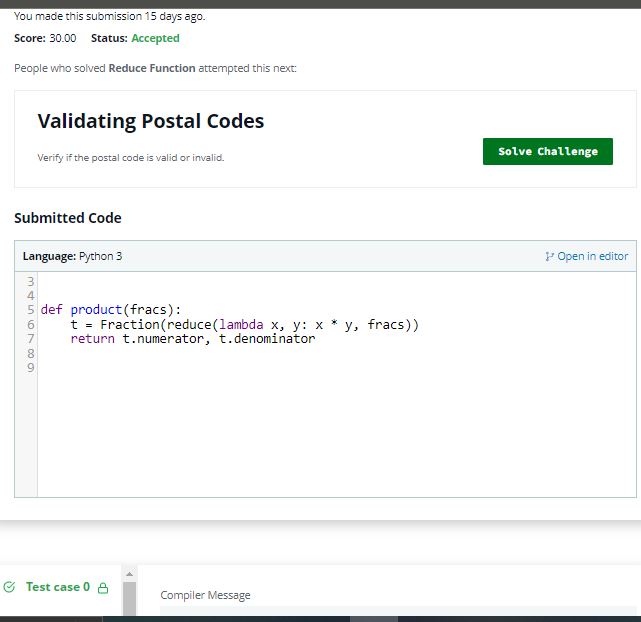 You made this submission 15 days ago.
Score: 30.00 Status: Accepted
People who solved Reduce Function attempted this next:
Validating Postal Codes
Verify if the postal code is valid or invalid.
Solve Challenge
Submitted Code
Language: Python 3
Open in editor
3
4
5 def product(fracs):
6     t = Fraction(reduce(lambda x, y: x * y, fracs))
7     return t.numerator, t.denominator
8
9
Test case 0
Compiler Message